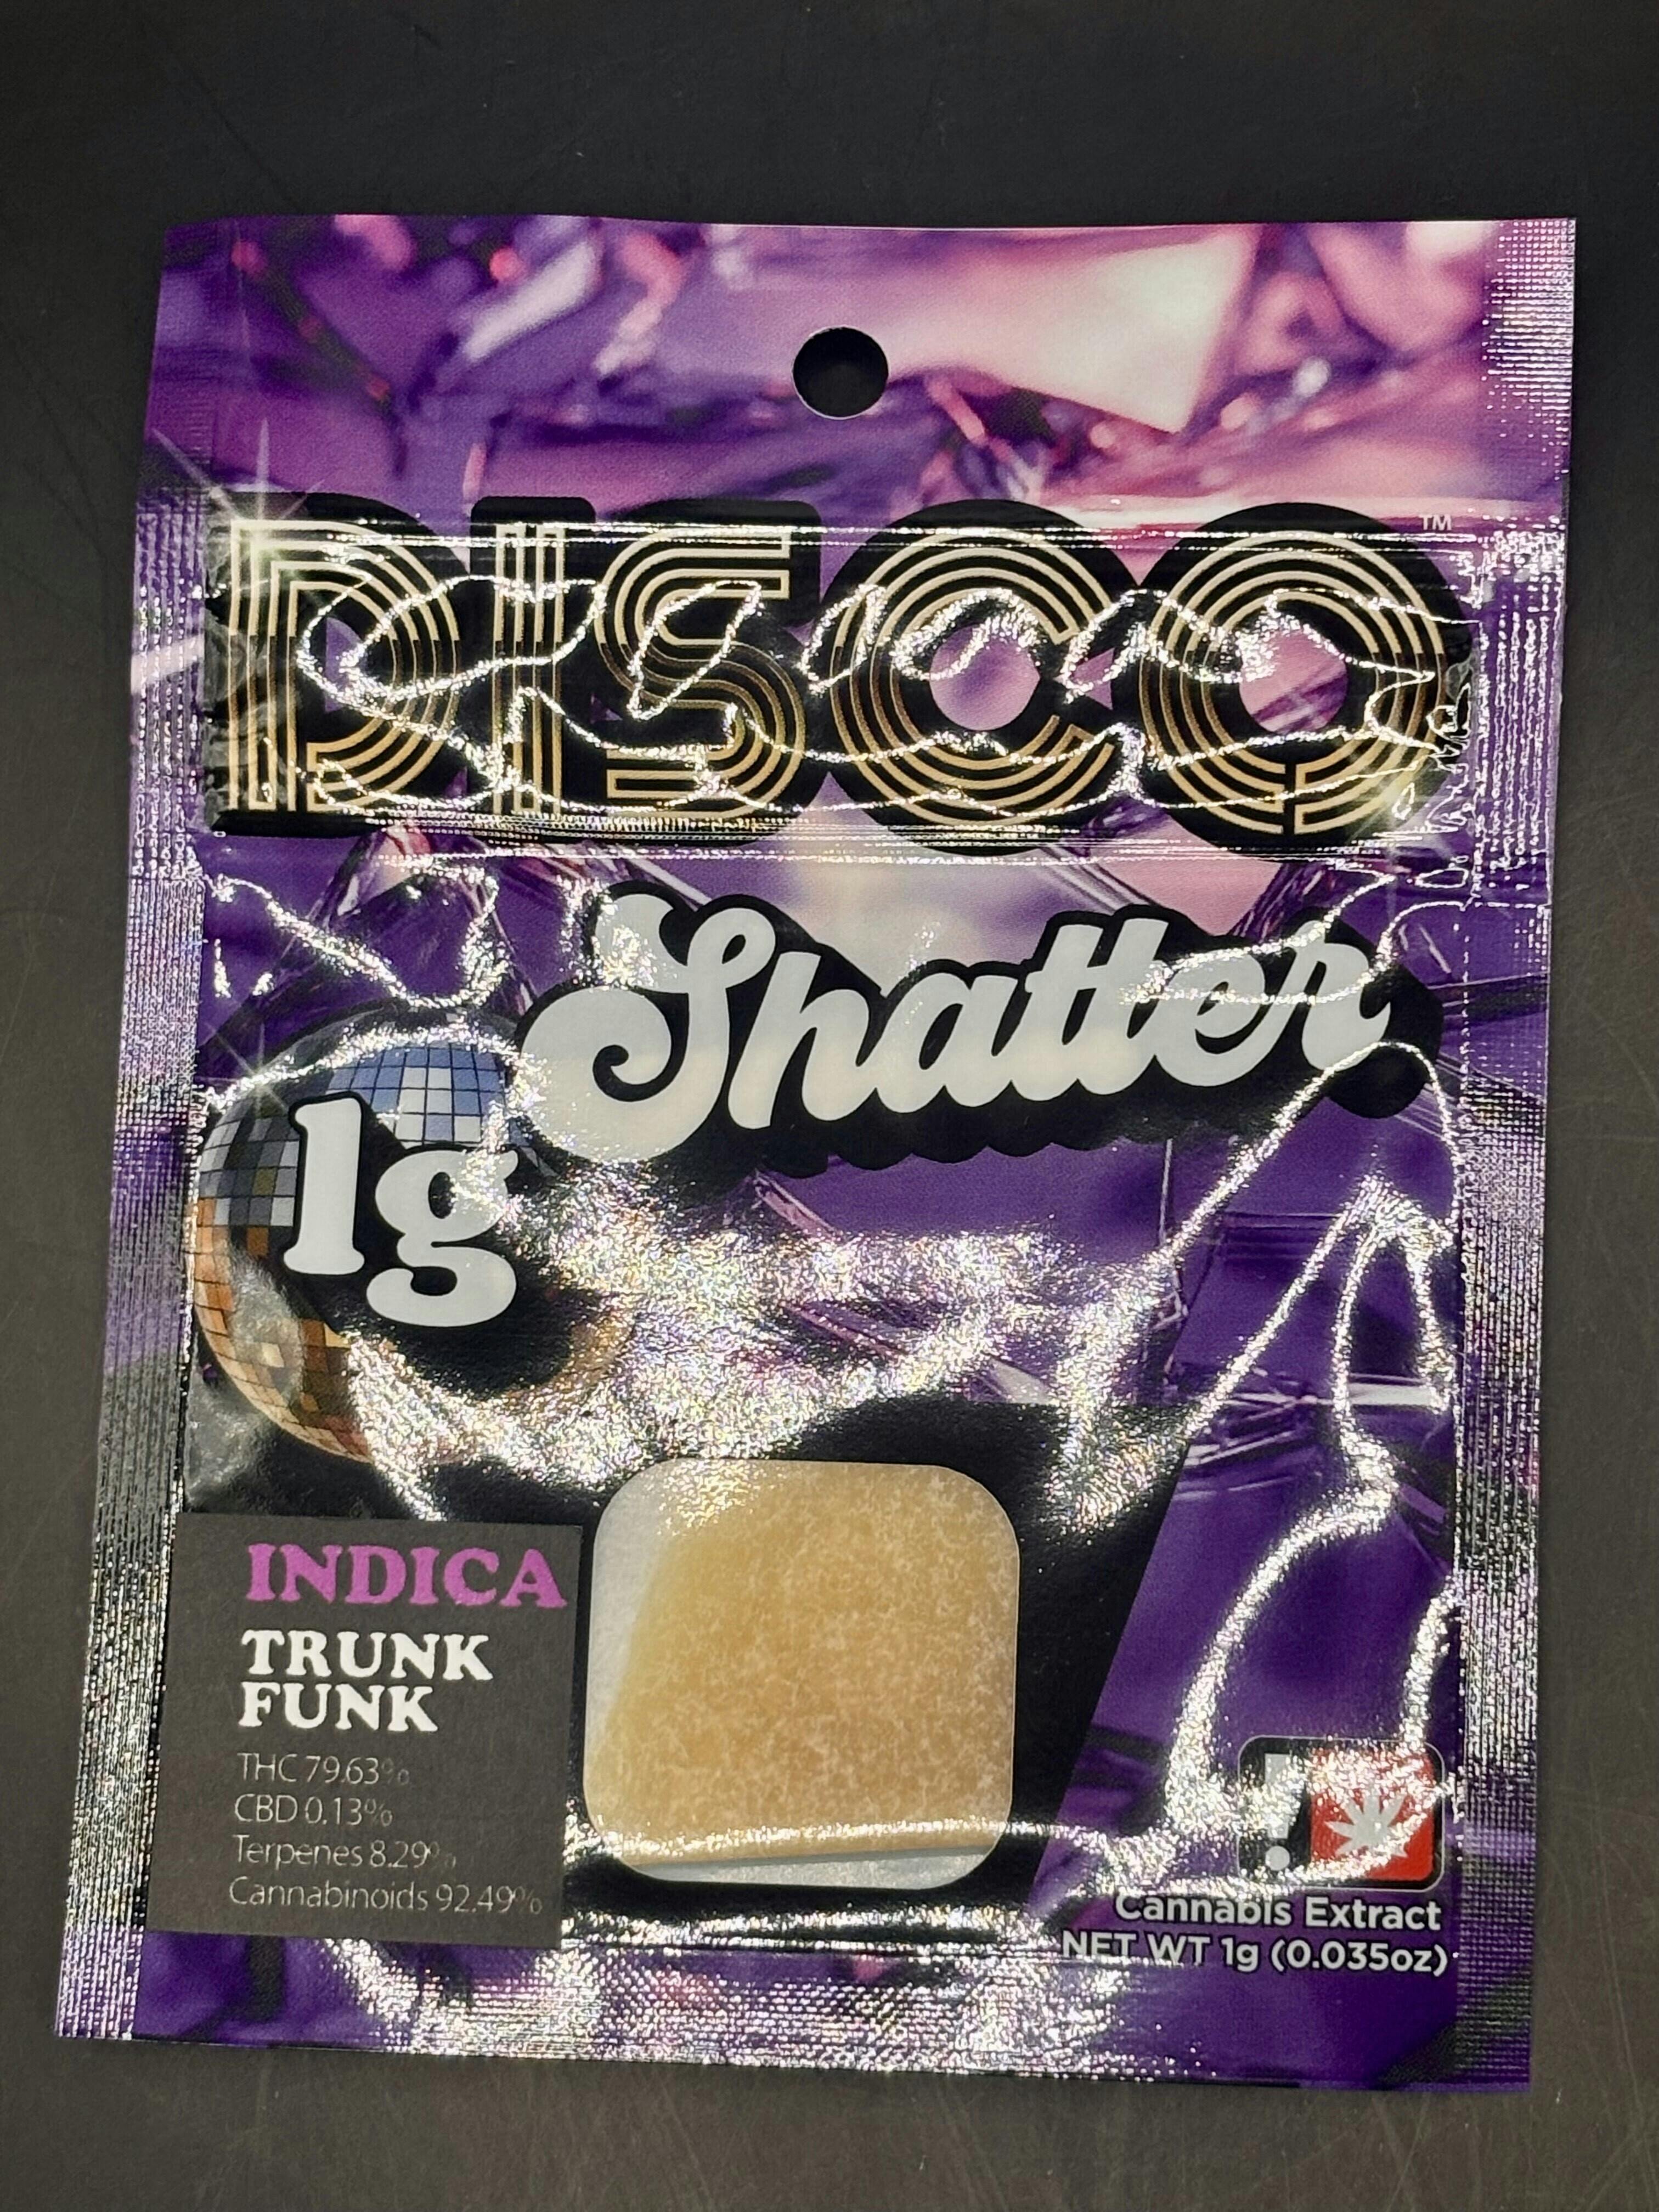 DISCO™
Shatter
1g
INDICA
TRUNK
FUNK
THC 79.63%
CBD 0.13%
Terpenes 8.29%
Cannabinoids 92.49%
!
Cannabis Extract
NET WT 1g (0.035oz)